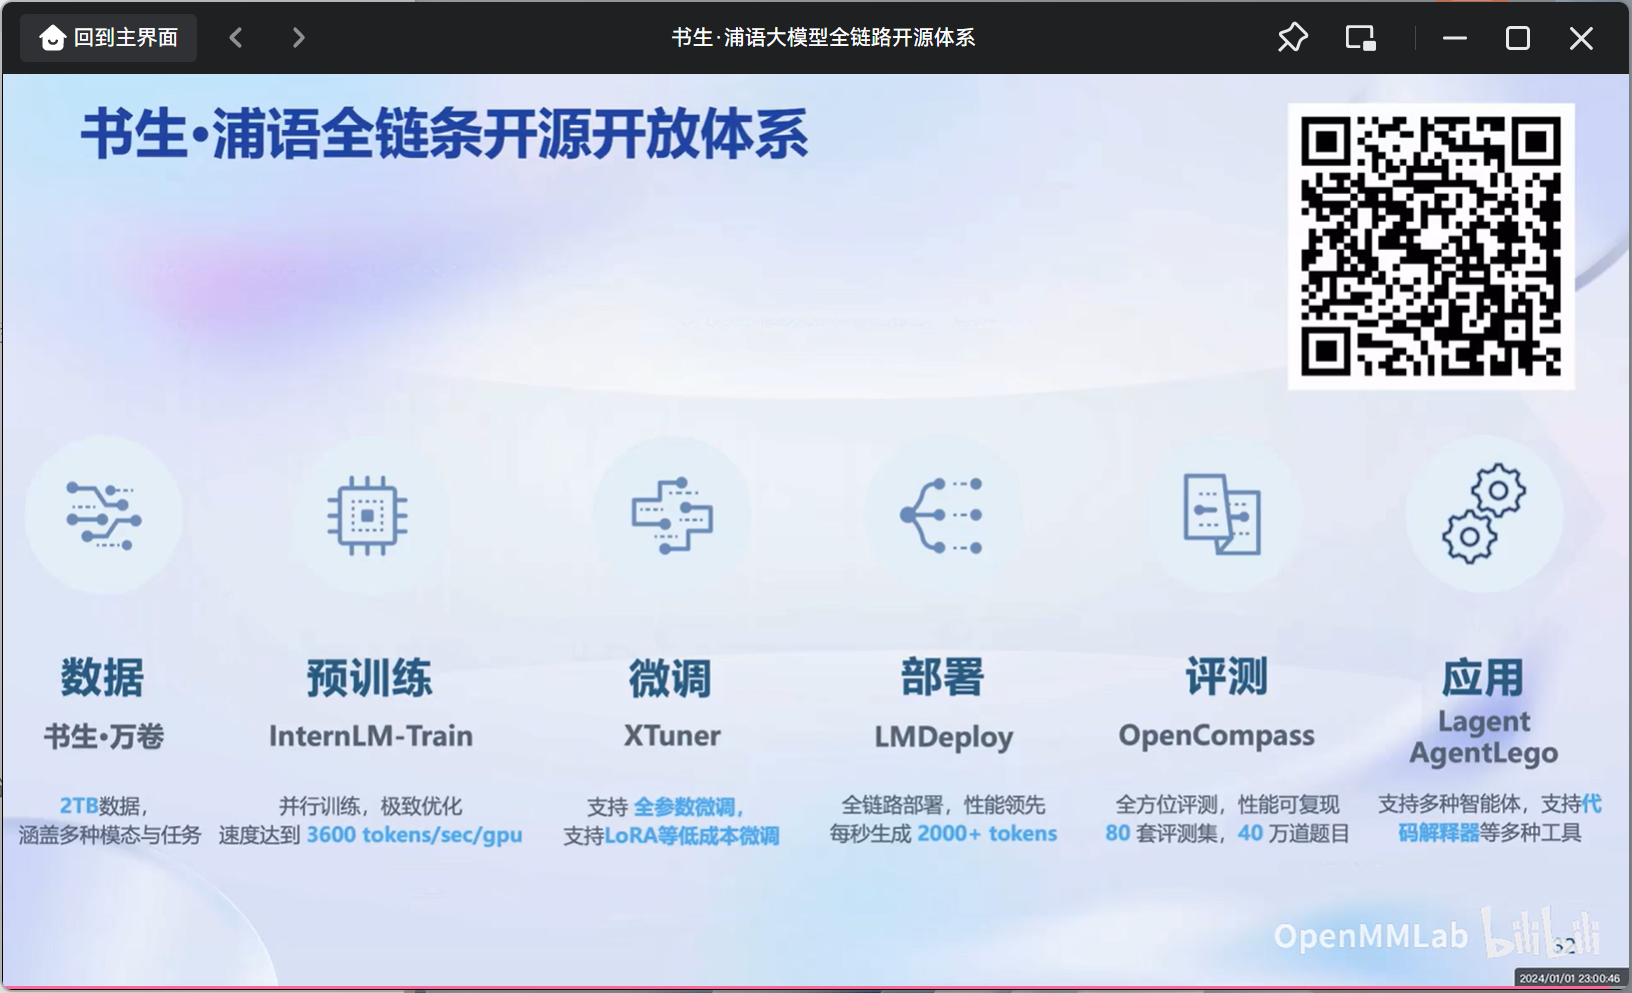 回到主界面
书生·浦语大模型全链路开源体系
书生·浦语全链条开源开放体系
数据
书生·万卷
2TB数据，
涵盖多种模态与任务
预训练
InternLM-Train
并行训练，极致优化
速度达到 3600 tokens/sec/gpu
微调
XTuner
支持 全参数微调，
支持LoRA等低成本微调
部署
LMDeploy
全链路部署，性能领先
每秒生成 2000+ tokens
评测
OpenCompass
全方位评测，性能可复现
80 套评测集，40 万道题目
应用
Lagent
AgentLego
支持多种智能体，支持代
码解释器等多种工具
OpenMMLab bilibili
32
2024/01/01 23:00:46